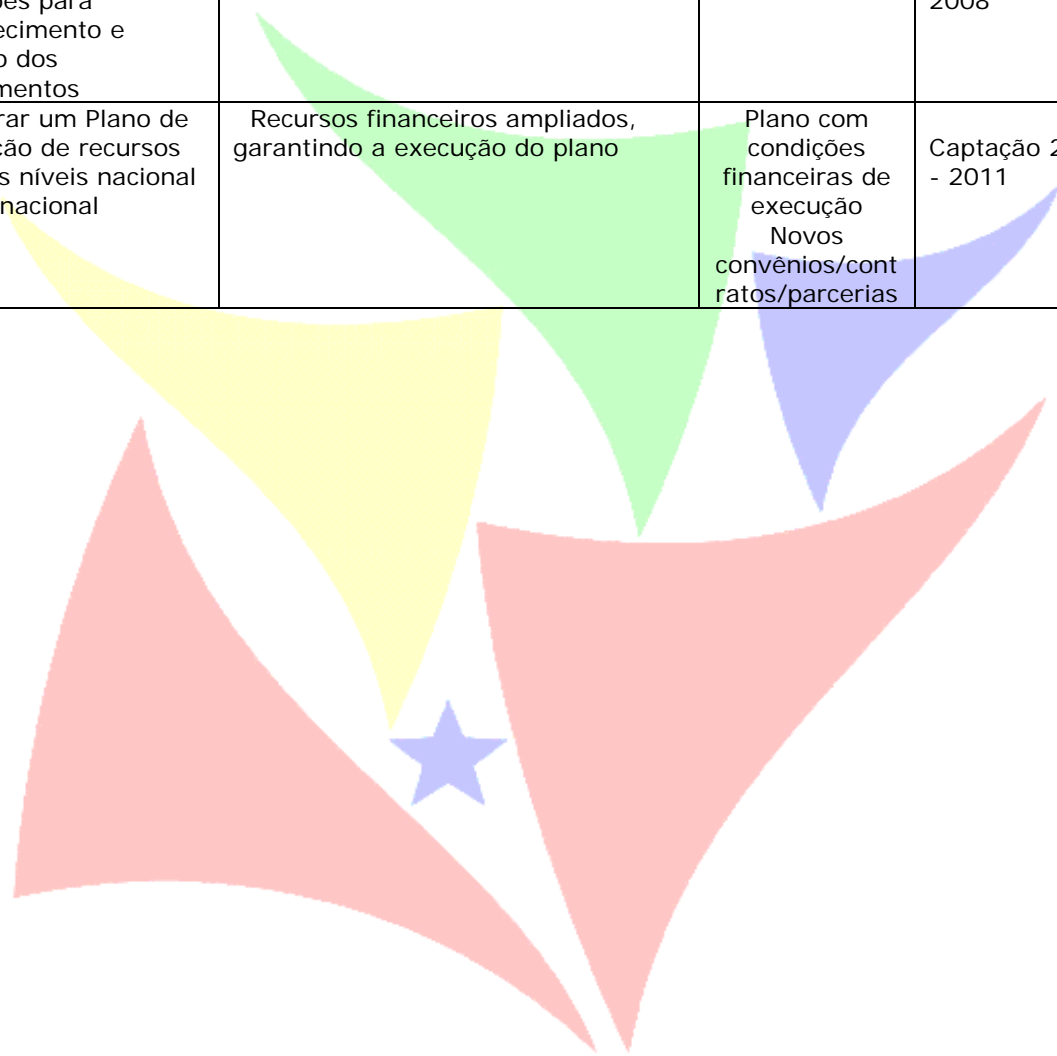 ões para
ecimento e
o dos
mentos
2008
rar um Plano de
ção de recursos
s níveis nacional
nacional
Recursos financeiros ampliados,
garantindo a execução do plano
Plano com
condições
financeiras de
execução
Novos
convênios/cont
ratos/parcerias
Captação 2
- 2011